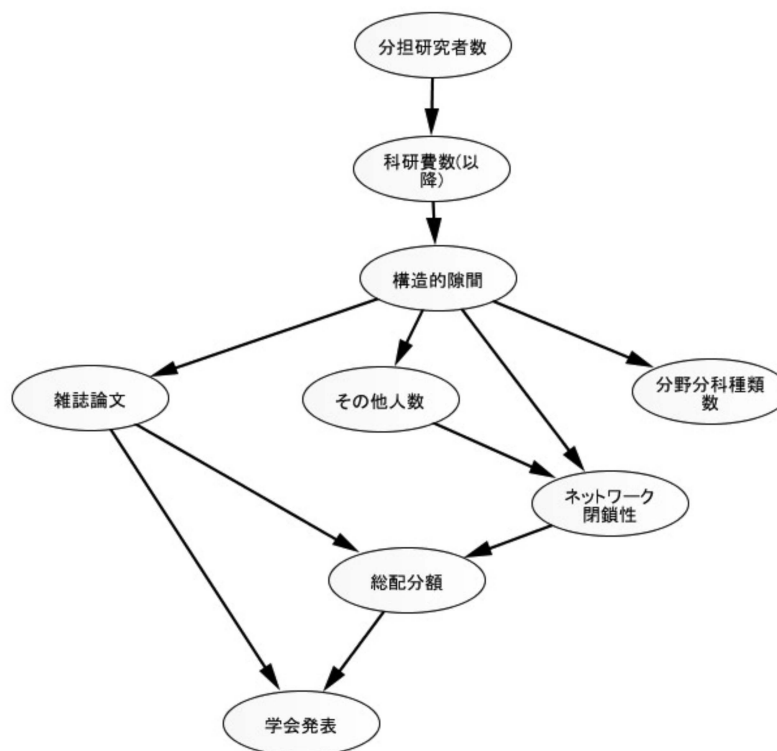 分担研究者数
科研費数(以
降)
構造的隙間
雑誌論文
その他人数
分野分科種類
数
ネットワーク
閉鎖性
総配分額
学会発表